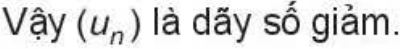 Vậy (uₙ) là dãy số giảm.